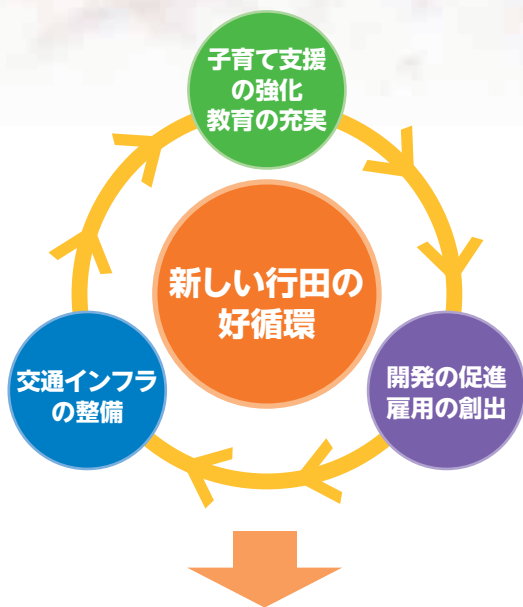 子育て支援
の強化
教育の充実
新しい行田の
好循環
交通インフラ
の整備
開発の促進
雇用の創出